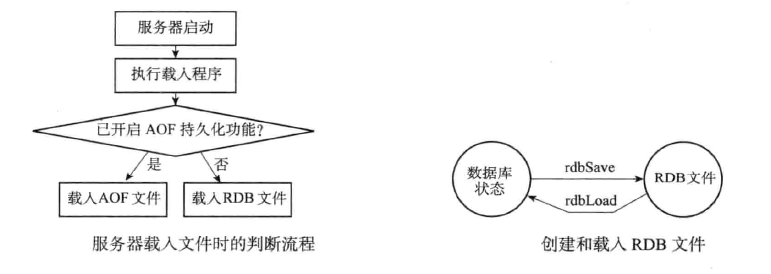 服务器启动
执行载入程序
已开启 AOF 持久化功能?
是
否
载入AOF 文件
载入RDB 文件
服务器载入文件时的判断流程
数据库
状态
rdbSave
rdbLoad
RDB 文件
创建和载入 RDB 文件